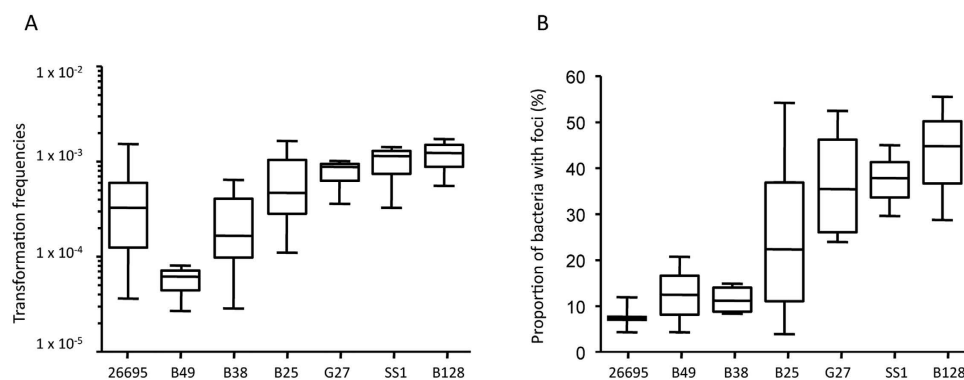 A
Transformation frequencies
1 x 10⁻²
1 x 10⁻³
1 x 10⁻⁴
1 x 10⁻⁵
26695 B49 B38 B25 G27 SS1 B128
B
Proportion of bacteria with foci (%)
60
50
40
30
20
10
0
26695 B49 B38 B25 G27 SS1 B128